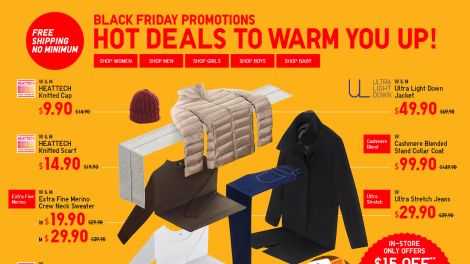 FREE
SHIPPING
NO MINIMUM
BLACK FRIDAY PROMOTIONS
HOT DEALS TO WARM YOU UP!
SHOP WOMEN
SHOP MEN
SHOP GIRLS
SHOP BOYS
SHOP BABY
W & M
HEATTECH
Knitted Cap
$9.90 $14.90
W & M
HEATTECH
Knitted Scarf
$14.90 $19.90
Extra Fine
Merino
W & M
Extra Fine Merino
Crew Neck Sweater
W $19.90 $29.90
M $29.90 $39.90
ULTRA
LIGHT
DOWN
W & M
Ultra Light Down
Jacket
$49.90 $69.90
Cashmere
Blend
W
Cashmere Blended
Stand Collar Coat
$99.90 $149.90
Ultra
Stretch
W
Ultra Stretch Jeans
$29.90 $39.90
IN-STORE
ONLY OFFERS
$15 OFF**